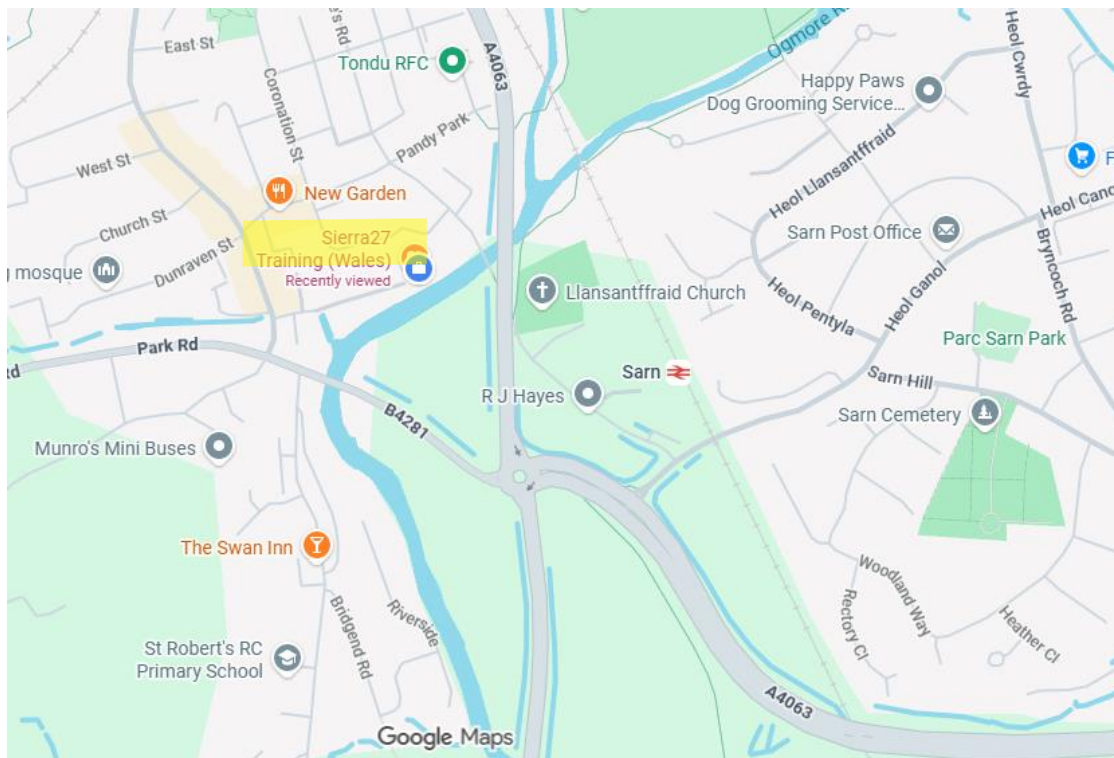 East St
's Rd
Tondu RFC
A4063
Ogmore R
Happy Paws
Dog Grooming Service...
Heol Cwrdy
Coronation St
Pandy Park
West St
New Garden
Heol Llansantffraid
F
Heol Cano
Church St
Sierra27
Training (Wales)
Recently viewed
Dunraven St
g mosque
Llansantffraid Church
Sarn Post Office
Heol Ganol
Bryncoch Rd
Heol Pentyla
Parc Sarn Park
Park Rd
Rd
Sarn
Sarn Hill
R J Hayes
Sarn Cemetery
B4281
Munro's Mini Buses
The Swan Inn
Woodland Way
Rectory Cl
Heather Cl
Bridgend Rd
Riverside
St Robert's RC
Primary School
A4063
Google Maps